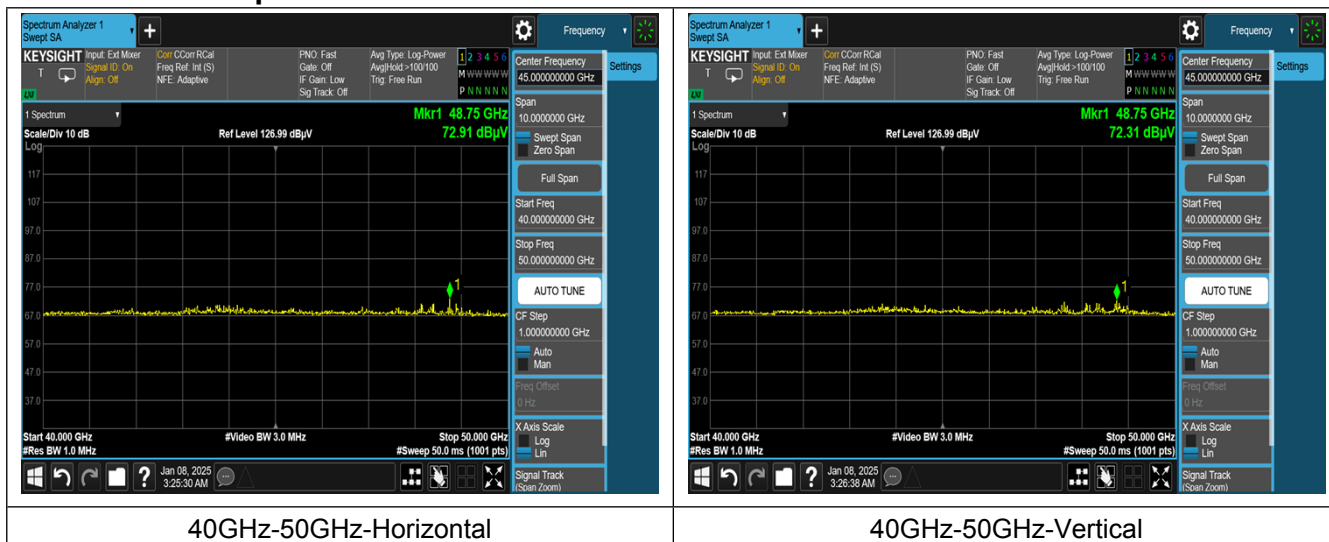 Spectrum Analyzer 1
Swept SA
+
Frequency
KEYSIGHT
T
LXI
Input: Ext Mixer
Signal ID: On
Align: Off
Corr CCorr RCal
Freq Ref: Int (S)
NFE: Adaptive
PNO: Fast
Gate: Off
IF Gain: Low
Sig Track: Off
Avg Type: Log-Power
Avg|Hold:>100/100
Trig: Free Run
1 2 3 4 5 6
M W W W W W
P N N N N N
Center Frequency
45.000000000 GHz
Settings
1 Spectrum
Scale/Div 10 dB
Log
Ref Level 126.99 dBµV
Mkr1 48.75 GHz
72.91 dBµV
117
107
97.0
87.0
77.0
67.0
57.0
47.0
37.0
1
Start 40.000 GHz
#Res BW 1.0 MHz
#Video BW 3.0 MHz
Stop 50.000 GHz
#Sweep 50.0 ms (1001 pts)
Span
10.0000000 GHz
Swept Span
Zero Span
Full Span
Start Freq
40.000000000 GHz
Stop Freq
50.000000000 GHz
AUTO TUNE
CF Step
1.000000000 GHz
Auto
Man
Freq Offset
0 Hz
X Axis Scale
Log
Lin
Signal Track
(Span Zoom)
?
Jan 08, 2025
3:25:30 AM
40GHz-50GHz-Horizontal
Spectrum Analyzer 1
Swept SA
+
Frequency
KEYSIGHT
T
LXI
Input: Ext Mixer
Signal ID: On
Align: Off
Corr CCorr RCal
Freq Ref: Int (S)
NFE: Adaptive
PNO: Fast
Gate: Off
IF Gain: Low
Sig Track: Off
Avg Type: Log-Power
Avg|Hold:>100/100
Trig: Free Run
1 2 3 4 5 6
M W W W W W
P N N N N N
Center Frequency
45.000000000 GHz
Settings
1 Spectrum
Scale/Div 10 dB
Log
Ref Level 126.99 dBµV
Mkr1 48.75 GHz
72.31 dBµV
117
107
97.0
87.0
77.0
67.0
57.0
47.0
37.0
1
Start 40.000 GHz
#Res BW 1.0 MHz
#Video BW 3.0 MHz
Stop 50.000 GHz
#Sweep 50.0 ms (1001 pts)
Span
10.0000000 GHz
Swept Span
Zero Span
Full Span
Start Freq
40.000000000 GHz
Stop Freq
50.000000000 GHz
AUTO TUNE
CF Step
1.000000000 GHz
Auto
Man
Freq Offset
0 Hz
X Axis Scale
Log
Lin
Signal Track
(Span Zoom)
?
Jan 08, 2025
3:26:38 AM
40GHz-50GHz-Vertical